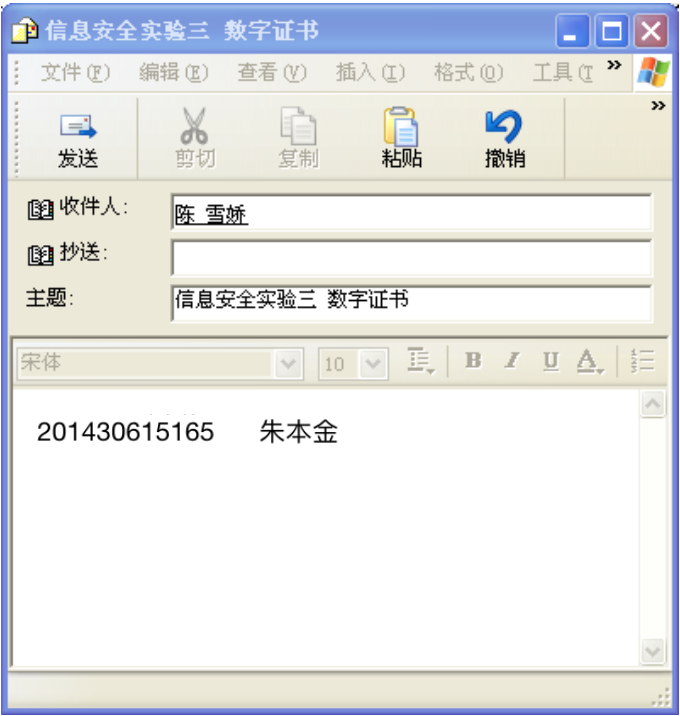 信息安全实验三 数字证书
文件(F) 编辑(E) 查看(V) 插入(I) 格式(O) 工具(T »
»
发送 剪切 复制 粘贴 撤销
收件人: 陈 雪娇
抄送:
主题: 信息安全实验三 数字证书
宋体 10 B I U A
201430615165 朱本金